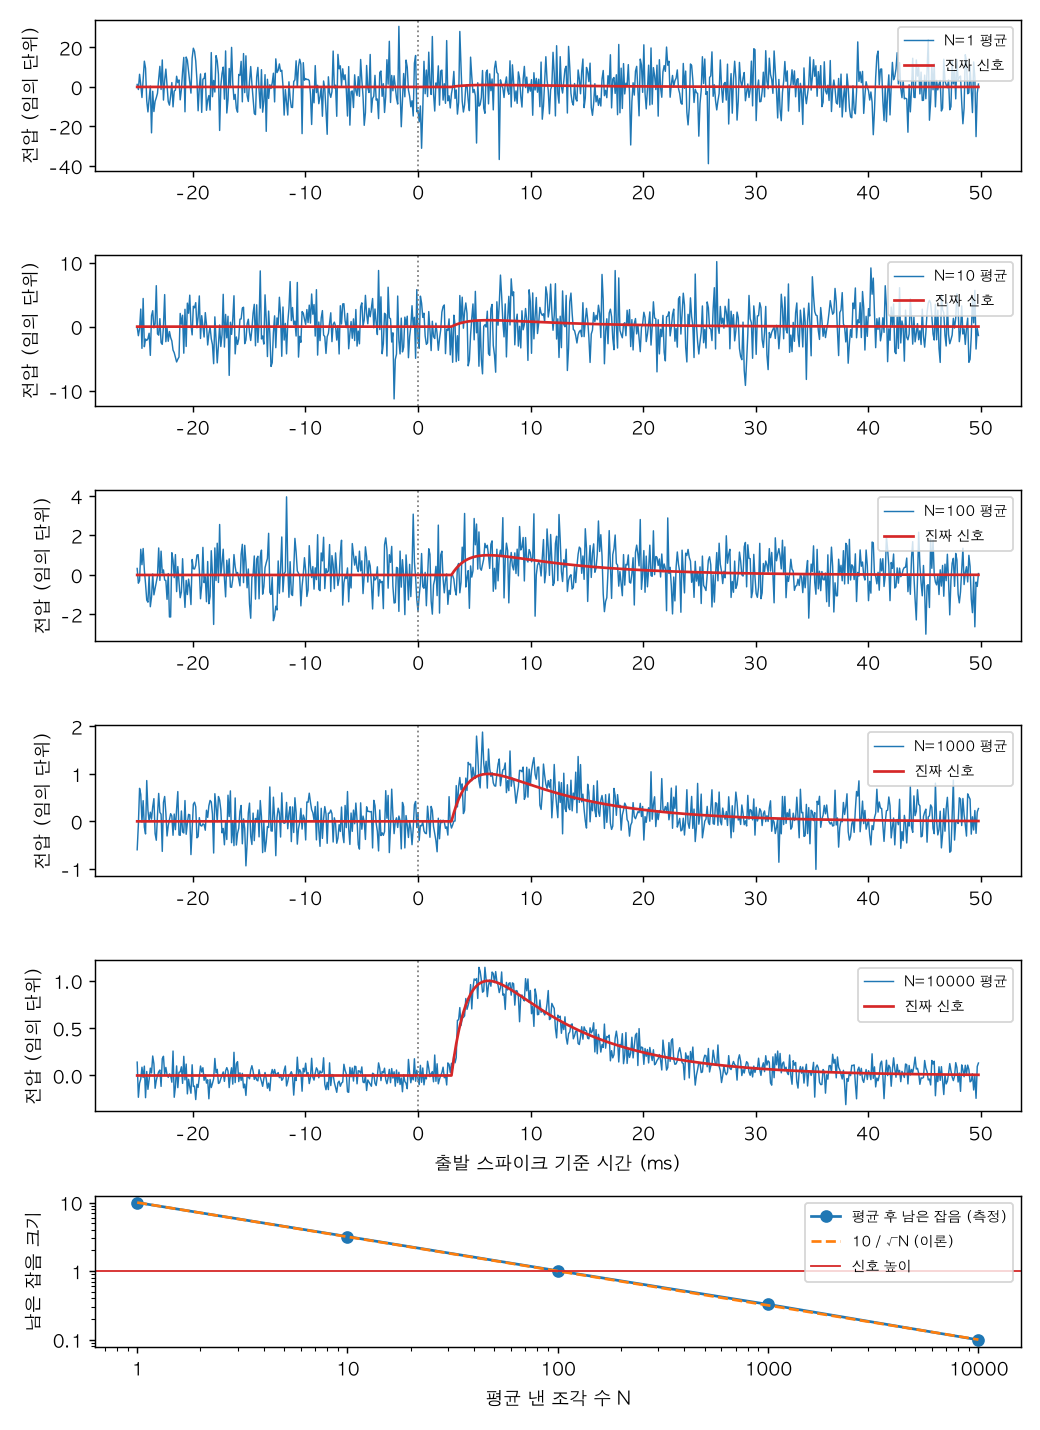 전압 (임의 단위)
20
0
-20
-40
N=1 평균
진짜 신호
-20 -10 0 10 20 30 40 50
전압 (임의 단위)
10
0
-10
N=10 평균
진짜 신호
-20 -10 0 10 20 30 40 50
전압 (임의 단위)
4
2
0
-2
N=100 평균
진짜 신호
-20 -10 0 10 20 30 40 50
전압 (임의 단위)
2
1
0
-1
N=1000 평균
진짜 신호
-20 -10 0 10 20 30 40 50
전압 (임의 단위)
1.0
0.5
0.0
N=10000 평균
진짜 신호
-20 -10 0 10 20 30 40 50
출발 스파이크 기준 시간 (ms)
남은 잡음 크기
10
1
0.1
평균 후 남은 잡음 (측정)
10 / √N (이론)
신호 높이
1 10 100 1000 10000
평균 낸 조각 수 N